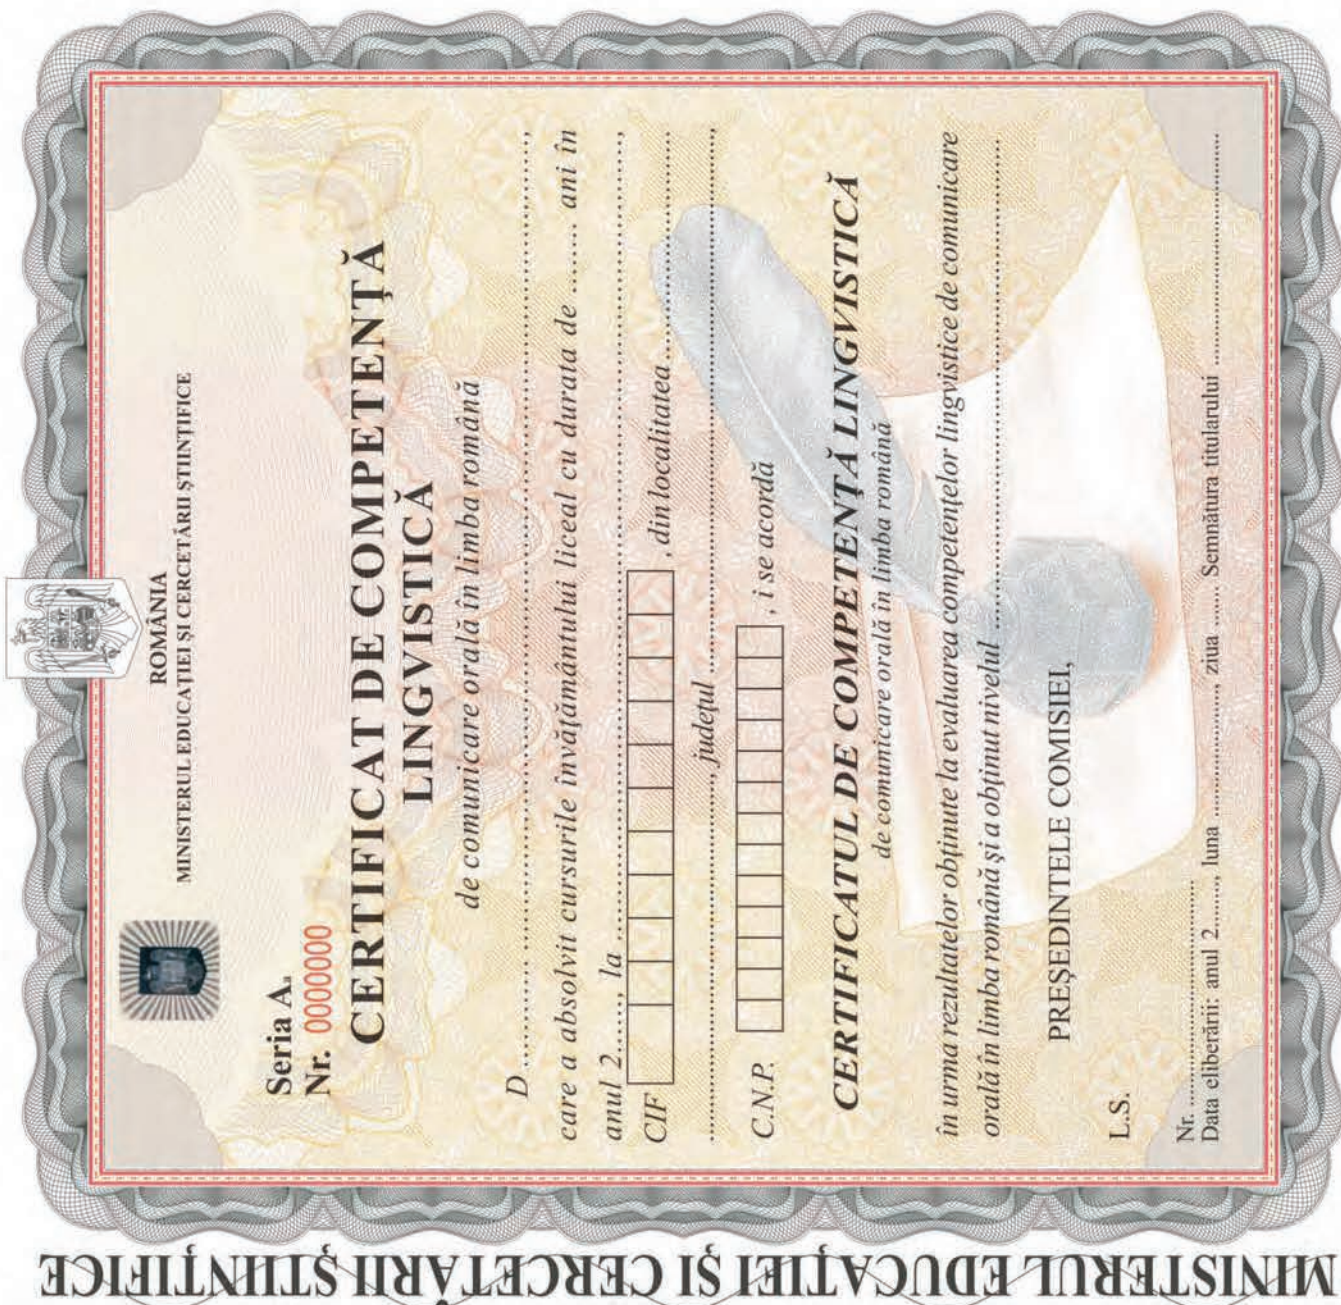 ROMÂNIA
MINISTERUL EDUCAȚIEI ȘI CERCETĂRII ȘTIINȚIFICE
Seria A.
Nr. 0000000
CERTIFICAT DE COMPETENȚĂ
LINGVISTICĂ
de comunicare orală în limba română
D ..............................................................................,
care a absolvit cursurile învățământului liceal cu durata de ........ ani în
anul 2......, la ..............................................................................,
CIF , din localitatea ..............................
.............................., județul ..............................................................................,
C.N.P. , i se acordă
CERTIFICATUL DE COMPETENȚĂ LINGVISTICĂ
de comunicare orală în limba română
în urma rezultatelor obținute la evaluarea competențelor lingvistice de comunicare
orală în limba română și a obținut nivelul ..............................................................................
PREȘEDINTELE COMISIEI,
L.S.
Nr. ..............................
Data eliberării: anul 2........, luna ...................., ziua ....... Semnătura titularului ..............................
MINISTERUL EDUCAȚIEI ȘI CERCETĂRII ȘTIINȚIFICE